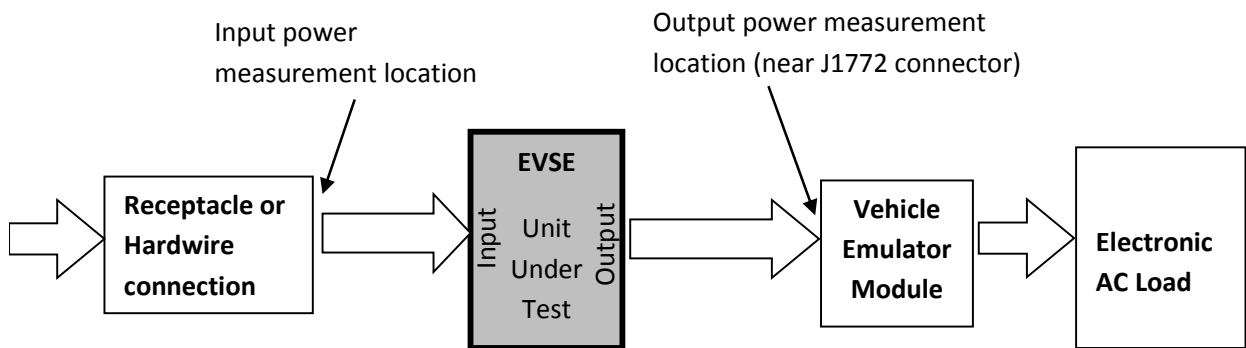 Input power
measurement location
Output power measurement
location (near J1772 connector)
Receptacle or
Hardwire
connection
EVSE
Input
Unit
Under
Test
Output
Vehicle
Emulator
Module
Electronic
AC Load